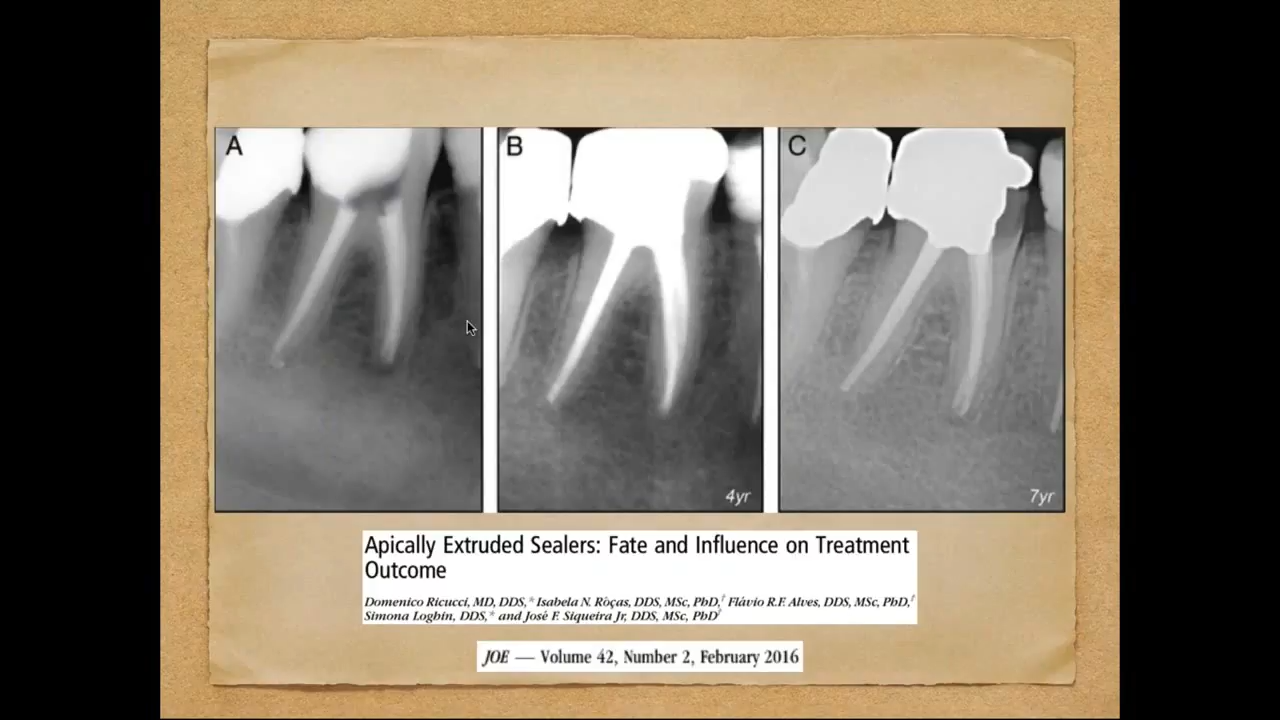 A
B
C
4yr
7yr
Apically Extruded Sealers: Fate and Influence on Treatment
Outcome
Domenico Ricucci, MD, DDS,* Isabela N. Rôças, DDS, MSc, PhD,† Flávio R.F. Alves, DDS, MSc, PhD,†
Simona Loghin, DDS,* and José F. Siqueira Jr, DDS, MSc, PhD†
JOE — Volume 42, Number 2, February 2016